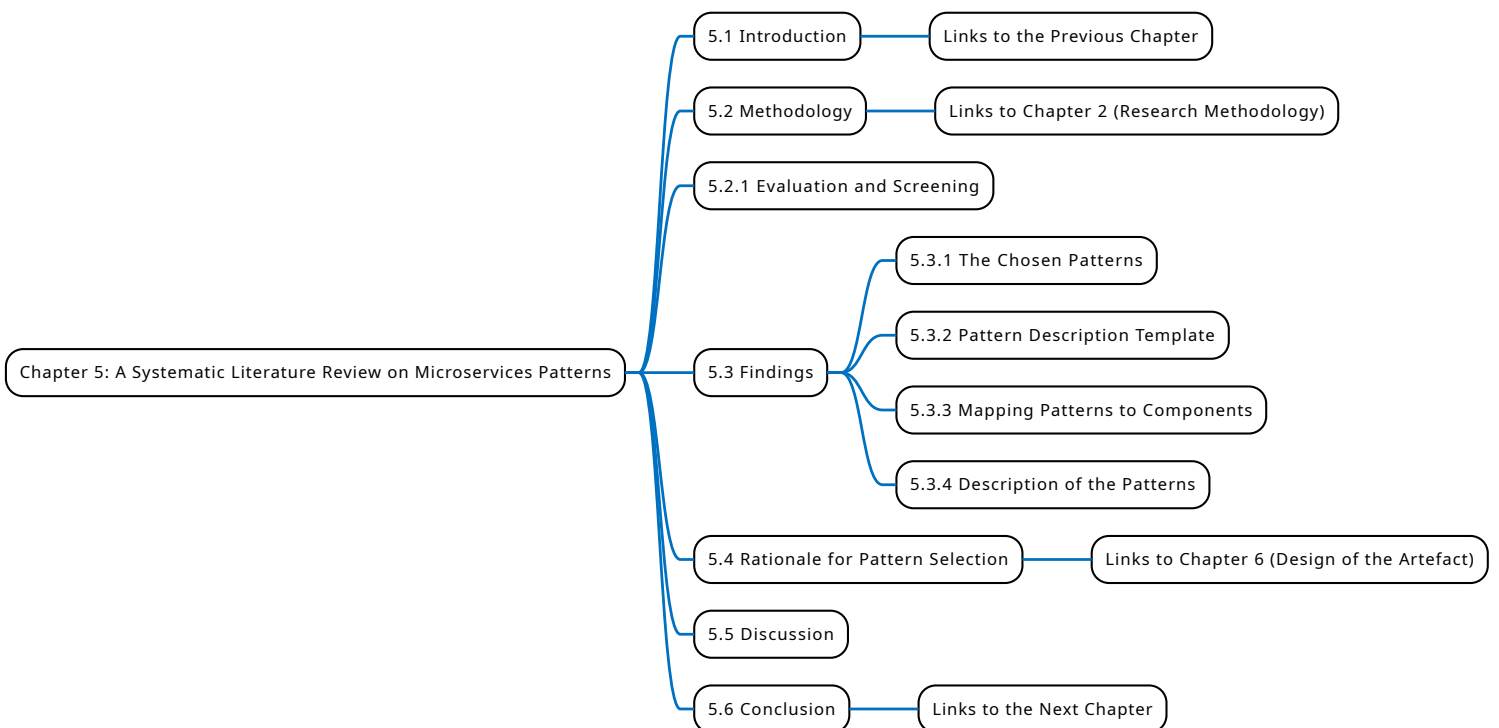 Chapter 5: A Systematic Literature Review on Microservices Patterns
5.1 Introduction
Links to the Previous Chapter
5.2 Methodology
Links to Chapter 2 (Research Methodology)
5.2.1 Evaluation and Screening
5.3 Findings
5.3.1 The Chosen Patterns
5.3.2 Pattern Description Template
5.3.3 Mapping Patterns to Components
5.3.4 Description of the Patterns
5.4 Rationale for Pattern Selection
Links to Chapter 6 (Design of the Artefact)
5.5 Discussion
5.6 Conclusion
Links to the Next Chapter